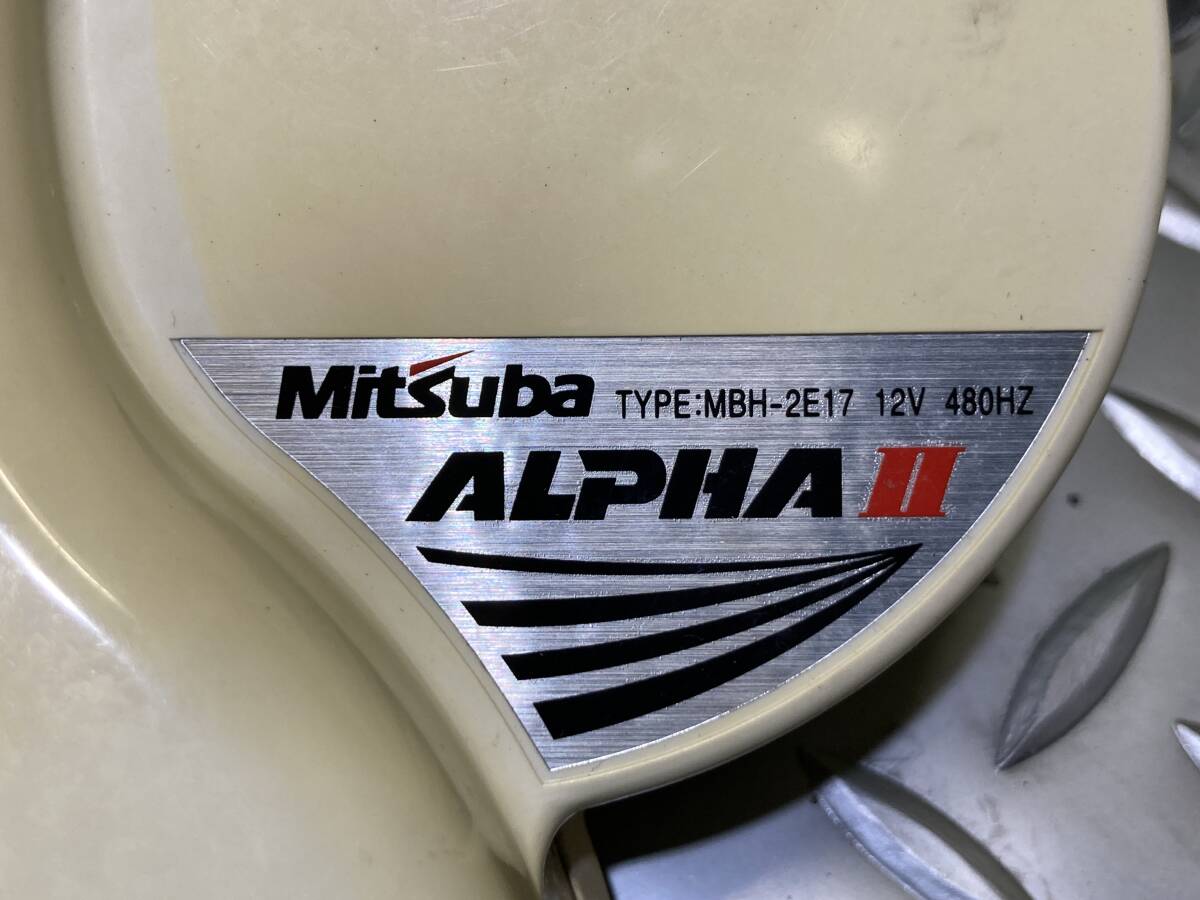 Mitsuba TYPE:MBH-2E17 12V 480HZ
ALPHA II